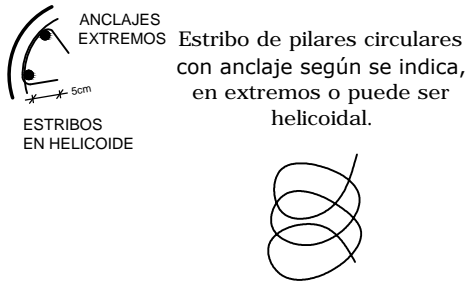 ANCLAJES
EXTREMOS
5cm
ESTRIBOS
EN HELICOIDE
Estribo de pilares circulares
con anclaje según se indica,
en extremos o puede ser
helicoidal.